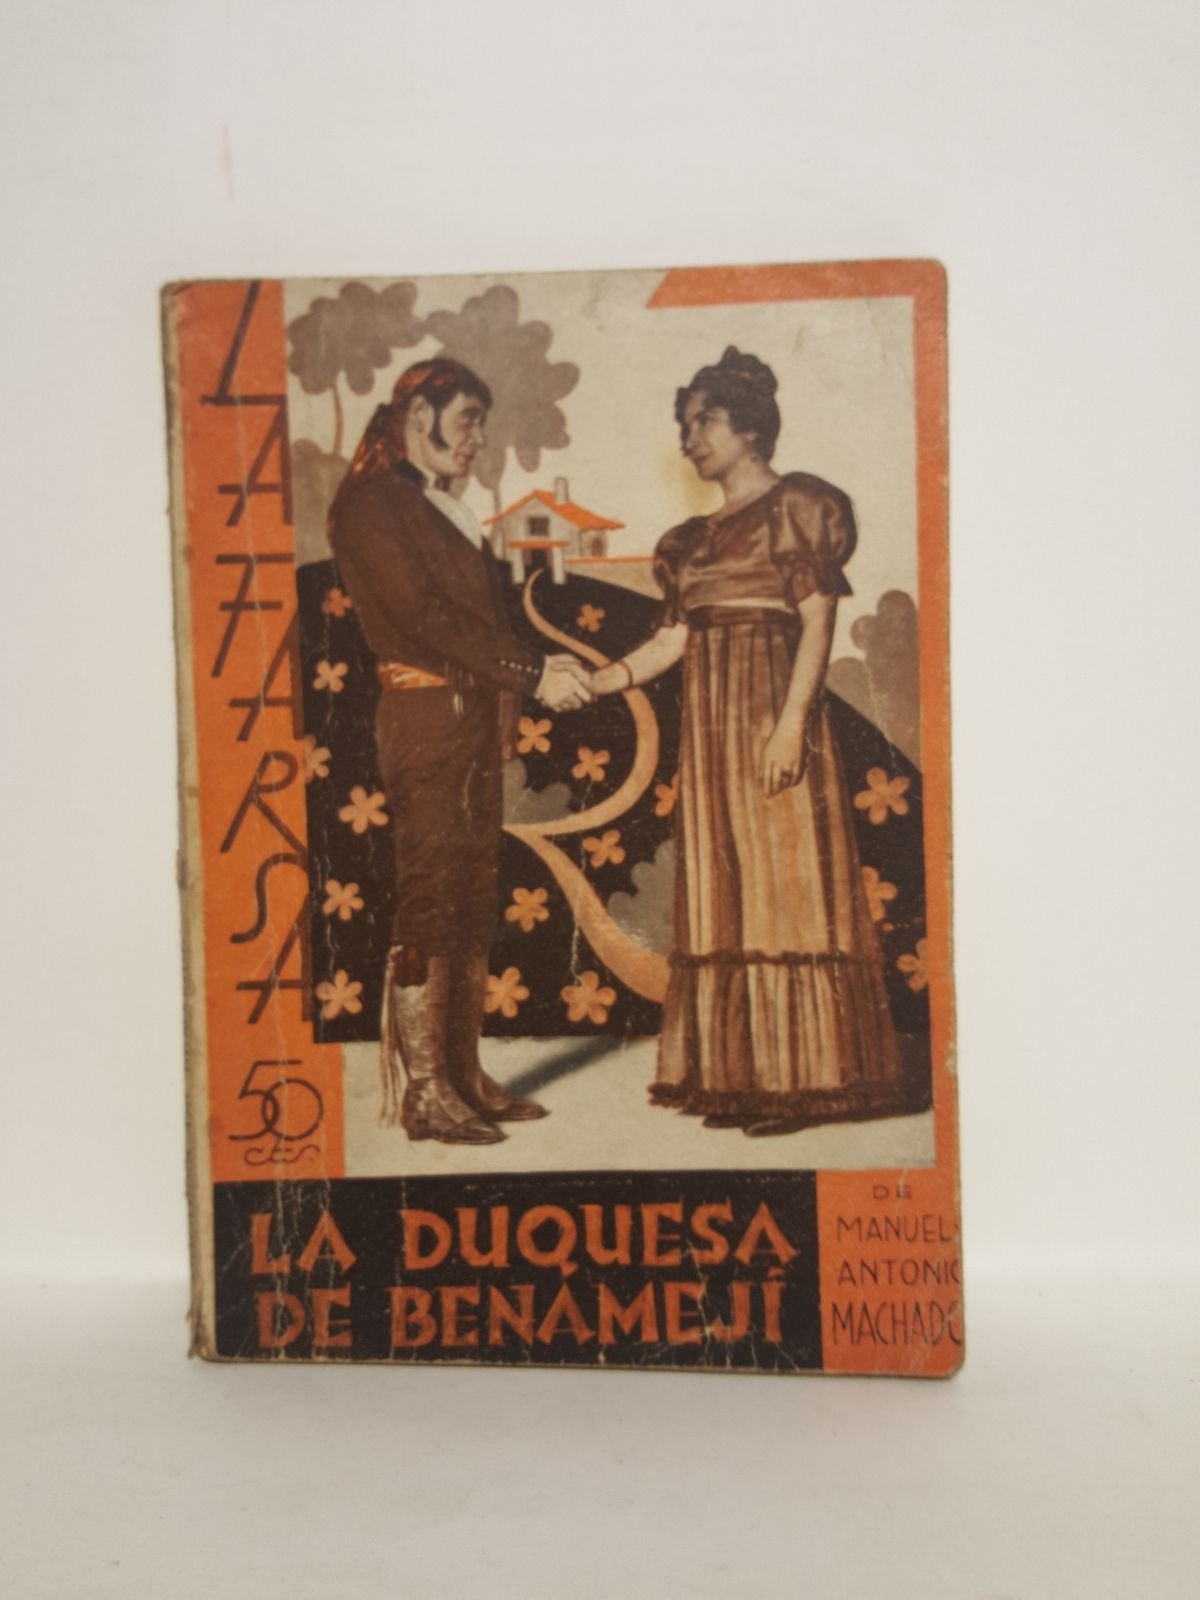 LA FARSA
50
CTS.
LA DUQUESA
DE BENAMEJÍ
DE
MANUEL
ANTONIO
MACHADO